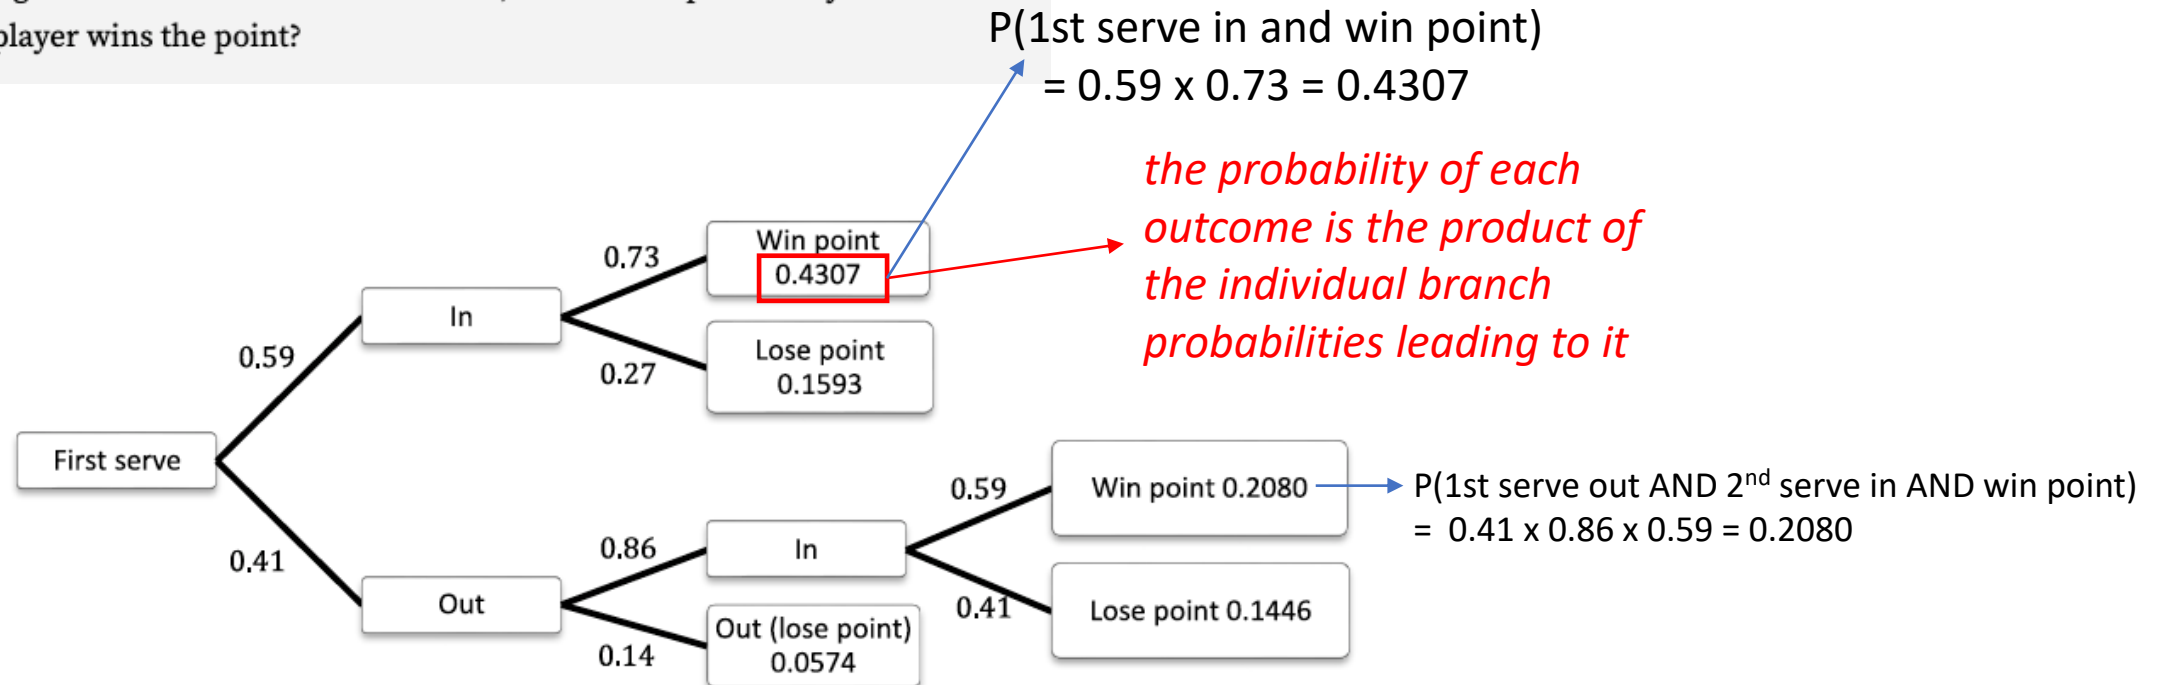 player wins the point?
P(1st serve in and win point)
= 0.59 x 0.73 = 0.4307
the probability of each
outcome is the product of
the individual branch
probabilities leading to it
0.73
Win point
0.4307
In
0.59
0.27
Lose point
0.1593
First serve
0.41
Out
0.86
In
0.59
Win point 0.2080
P(1st serve out AND 2nd serve in AND win point)
= 0.41 x 0.86 x 0.59 = 0.2080
0.41
Lose point 0.1446
0.14
Out (lose point)
0.0574